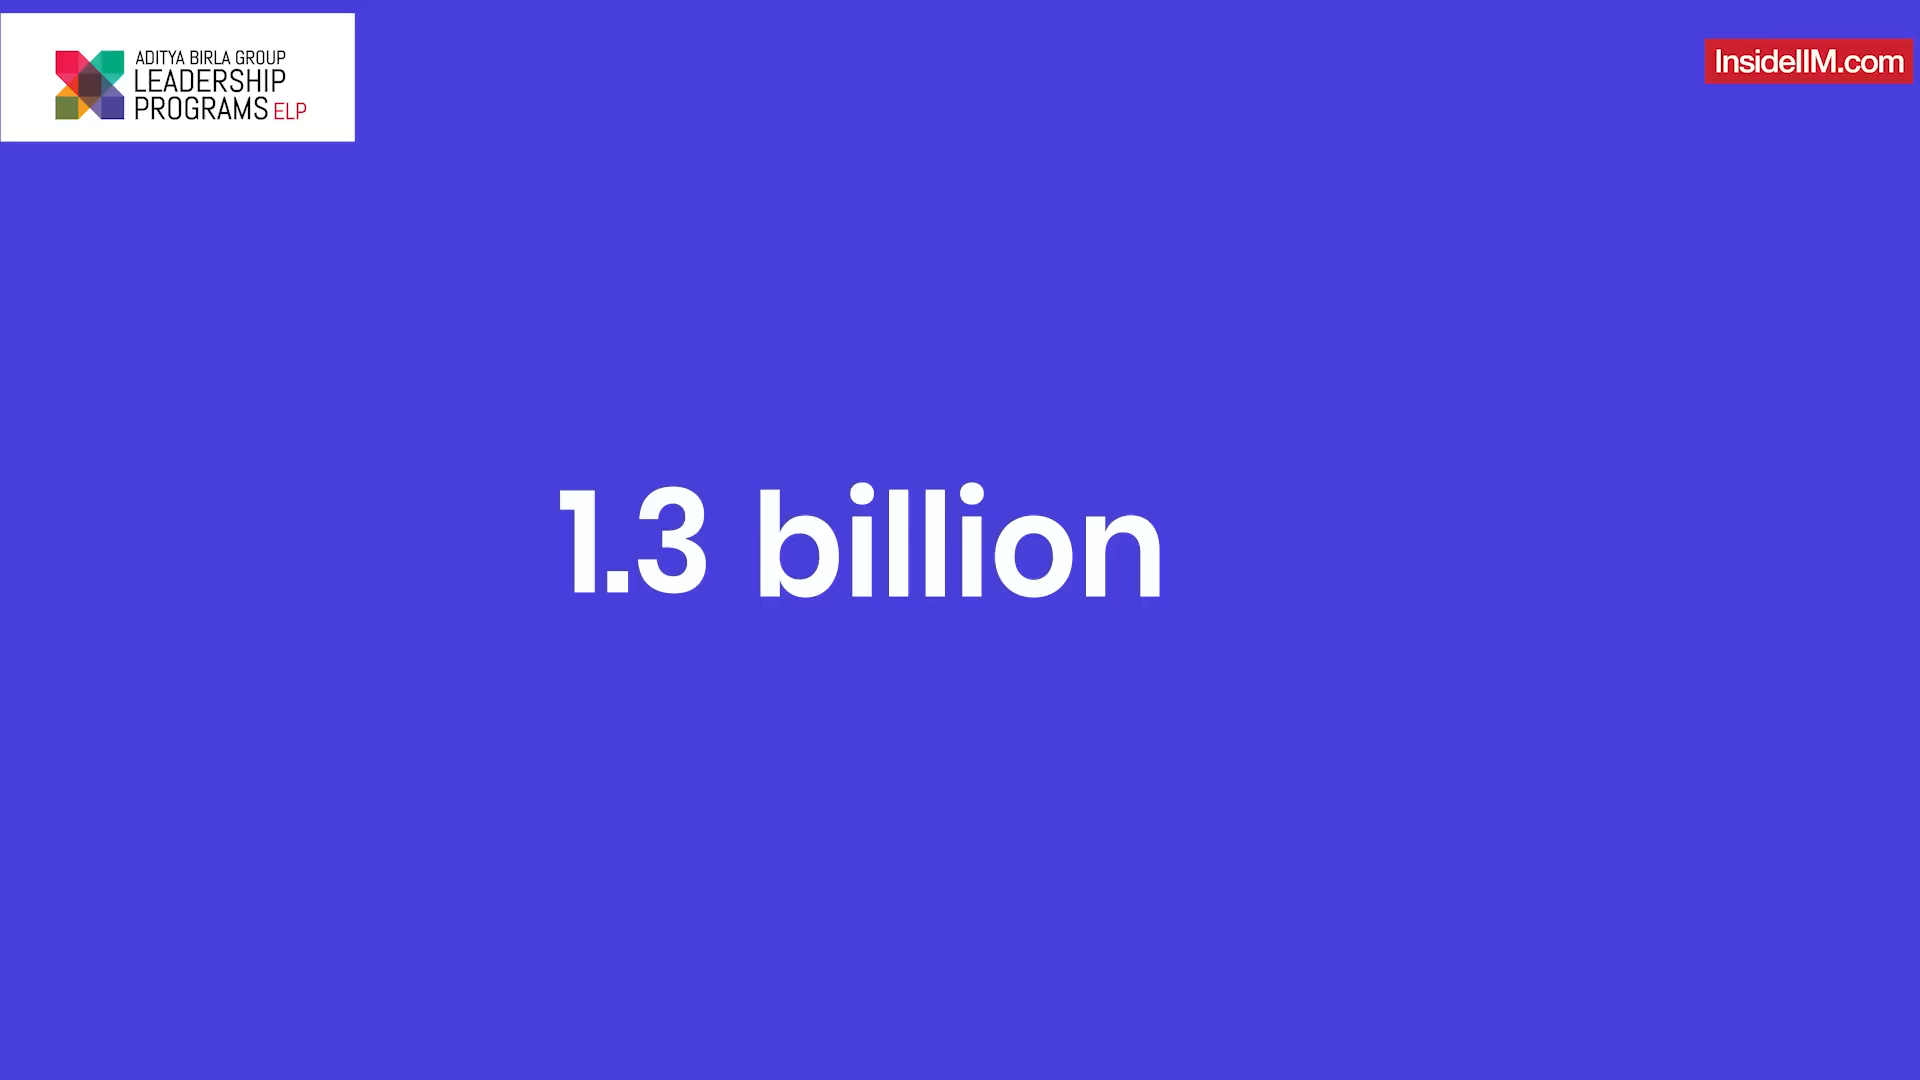 ADITYA BIRLA GROUP
LEADERSHIP
PROGRAMS ELP
InsideIIM.com
1.3 billion